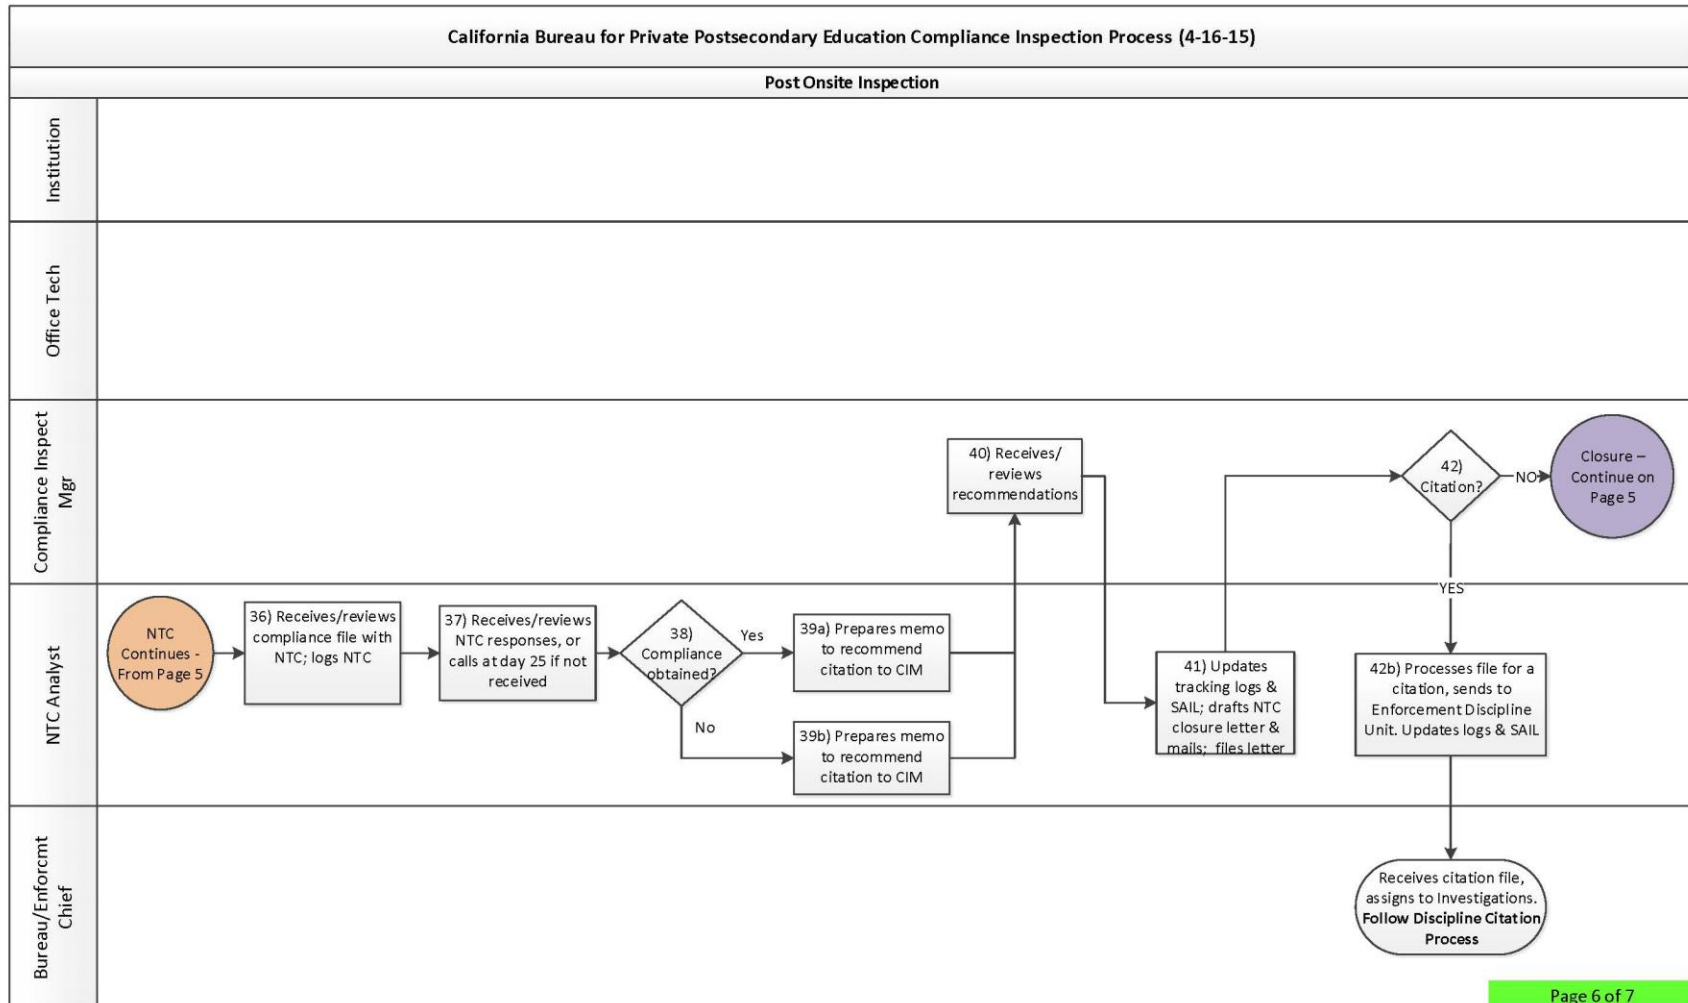 California Bureau for Private Postsecondary Education Compliance Inspection Process (4-16-15)
Post Onsite Inspection
Institution
Office Tech
Compliance Inspect
Mgr
40) Receives/
reviews
recommendations
42)
Citation?
NO
Closure –
Continue on
Page 5
YES
NTC Analyst
NTC
Continues -
From Page 5
36) Receives/reviews
compliance file with
NTC; logs NTC
37) Receives/reviews
NTC responses, or
calls at day 25 if not
received
38)
Compliance
obtained?
Yes
No
39a) Prepares memo
to recommend
citation to CIM
39b) Prepares memo
to recommend
citation to CIM
41) Updates
tracking logs &
SAIL; drafts NTC
closure letter &
mails; files letter
42b) Processes file for a
citation, sends to
Enforcement Discipline
Unit. Updates logs & SAIL
Bureau/Enforcmt
Chief
Receives citation file,
assigns to Investigations.
Follow Discipline Citation
Process
Page 6 of 7